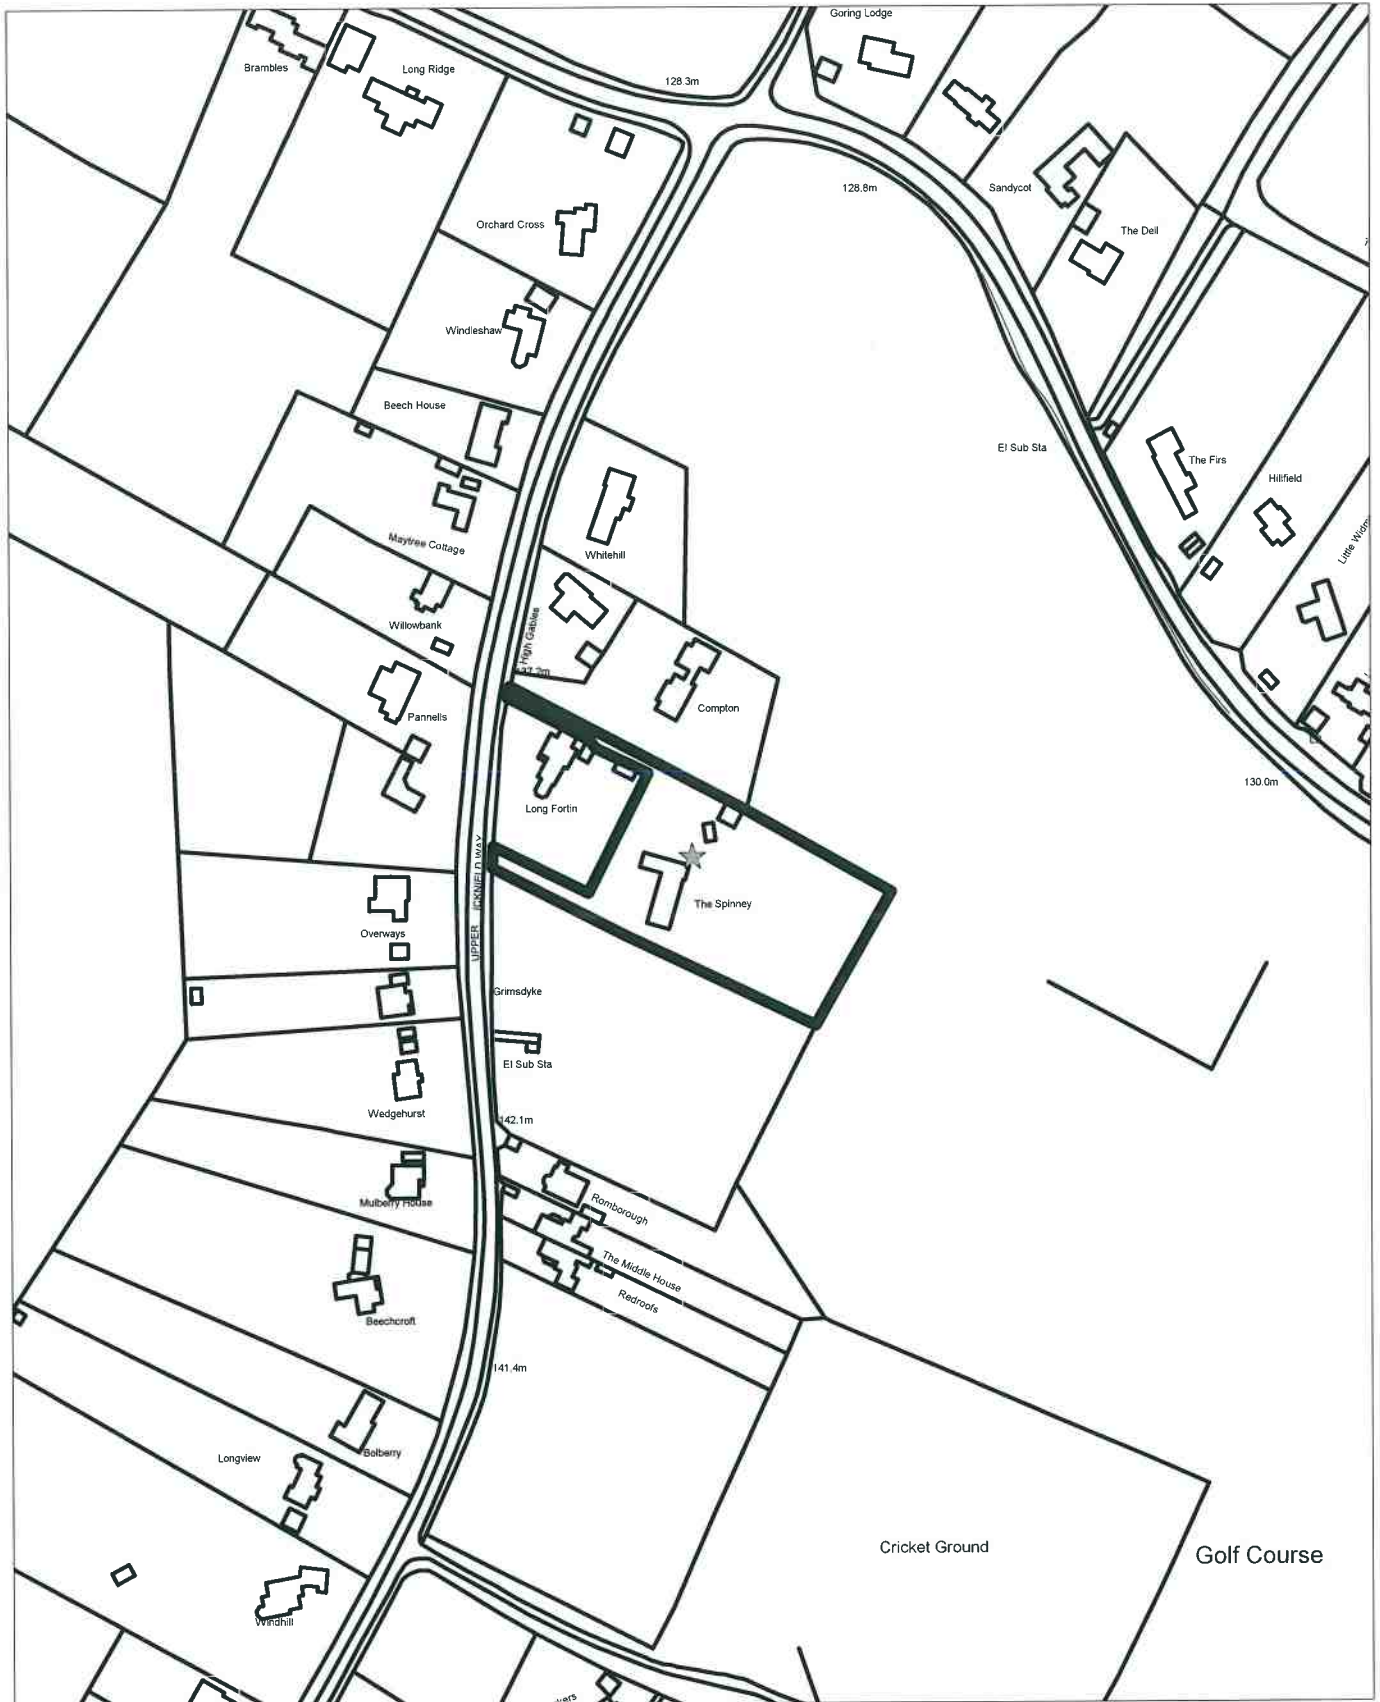 Goring Lodge
Brambles
Long Ridge
128.3m
Sandycot
128.8m
The Dell
Orchard Cross
Windleshaw
Beech House
El Sub Sta
The Firs
Hillfield
Maytree Cottage
Whitehill
Willowbank
High Gables
Compton
Pannells
130.0m
Long Fortin
UPPER ICKNIELD WAY
The Spinney
Overways
Grimsdyke
El Sub Sta
Wedgehurst
142.1m
Mulberry House
Romborough
The Middle House
Redroofs
Beechcroft
141.4m
Bolberry
Longview
Cricket Ground
Golf Course
Windhill